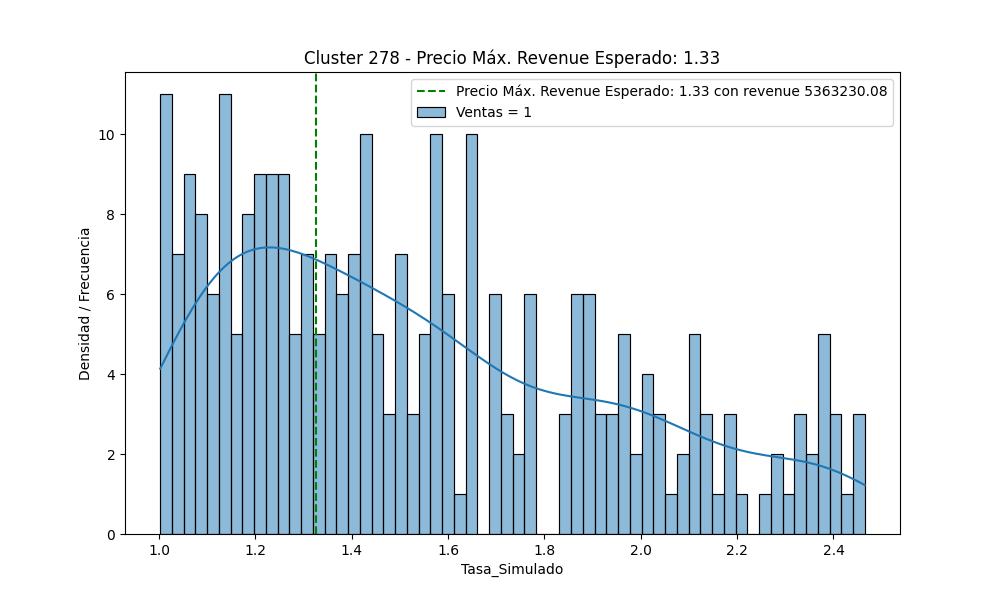 Cluster 278 - Precio Máx. Revenue Esperado: 1.33
Precio Máx. Revenue Esperado: 1.33 con revenue 5363230.08
Ventas = 1
Densidad / Frecuencia
10
8
6
4
2
0
1.0 1.2 1.4 1.6 1.8 2.0 2.2 2.4
Tasa_Simulado